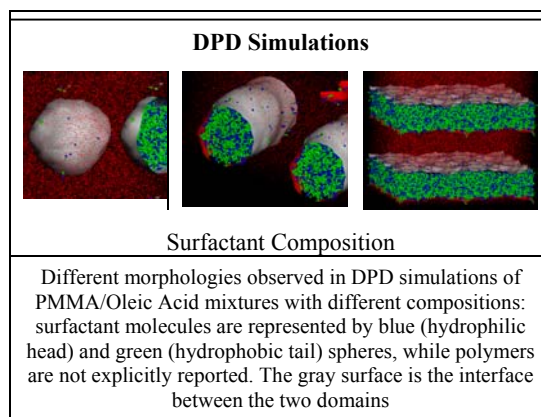 DPD Simulations
Surfactant Composition
Different morphologies observed in DPD simulations of
PMMA/Oleic Acid mixtures with different compositions:
surfactant molecules are represented by blue (hydrophilic
head) and green (hydrophobic tail) spheres, while polymers
are not explicitly reported. The gray surface is the interface
between the two domains